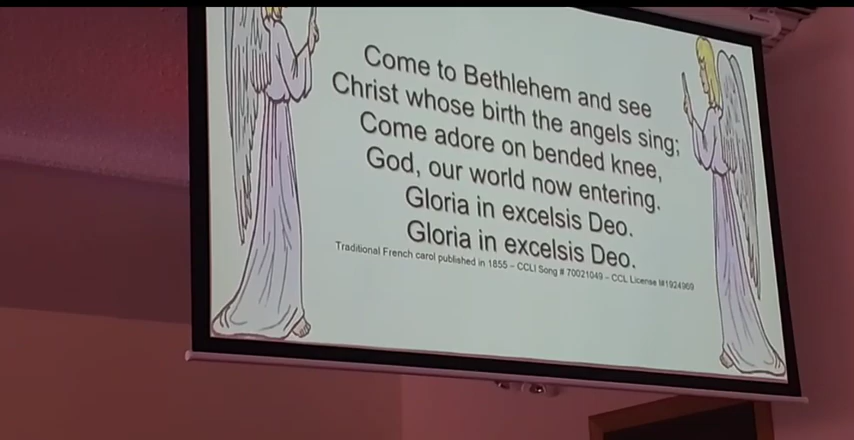 Come to Bethlehem and see
Christ whose birth the angels sing;
Come adore on bended knee,
God, our world now entering.
Gloria in excelsis Deo.
Gloria in excelsis Deo.
Traditional French carol published in 1855 – CCLI Song # 70021049 – CCL License #1924969